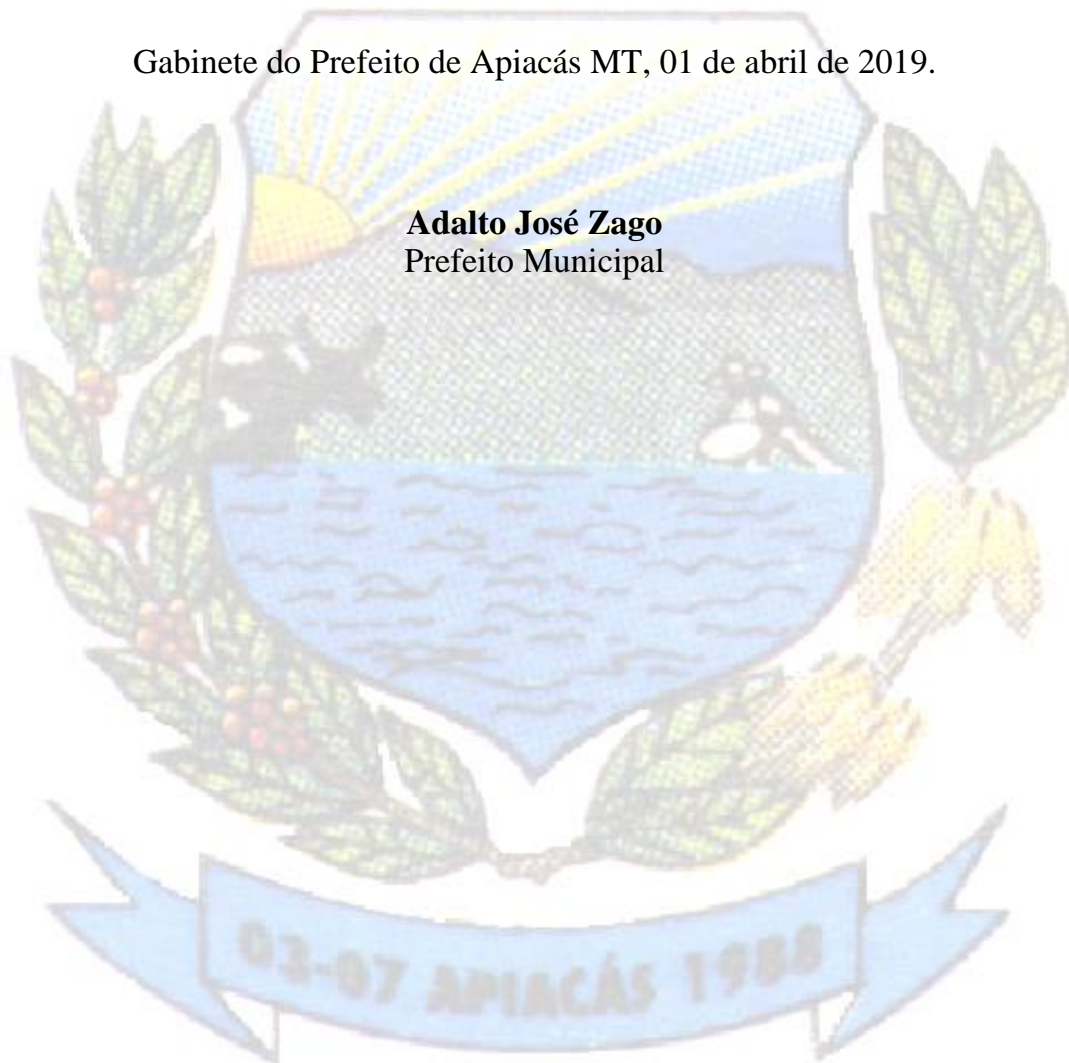 Gabinete do Prefeito de Apiacás MT, 01 de abril de 2019.
Adalto José Zago
Prefeito Municipal
03-07 APIACÁS 1988